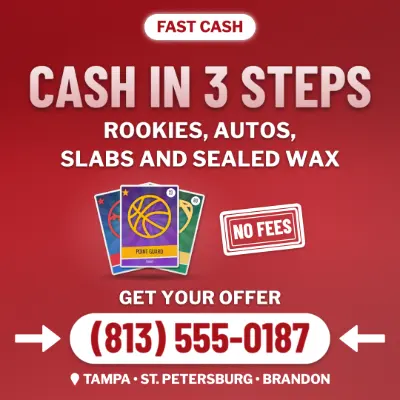 FAST CASH
CASH IN 3 STEPS
ROOKIES, AUTOS,
SLABS AND SEALED WAX
POINT GUARD
NO FEES
GET YOUR OFFER
(813) 555-0187
TAMPA • ST. PETERSBURG • BRANDON